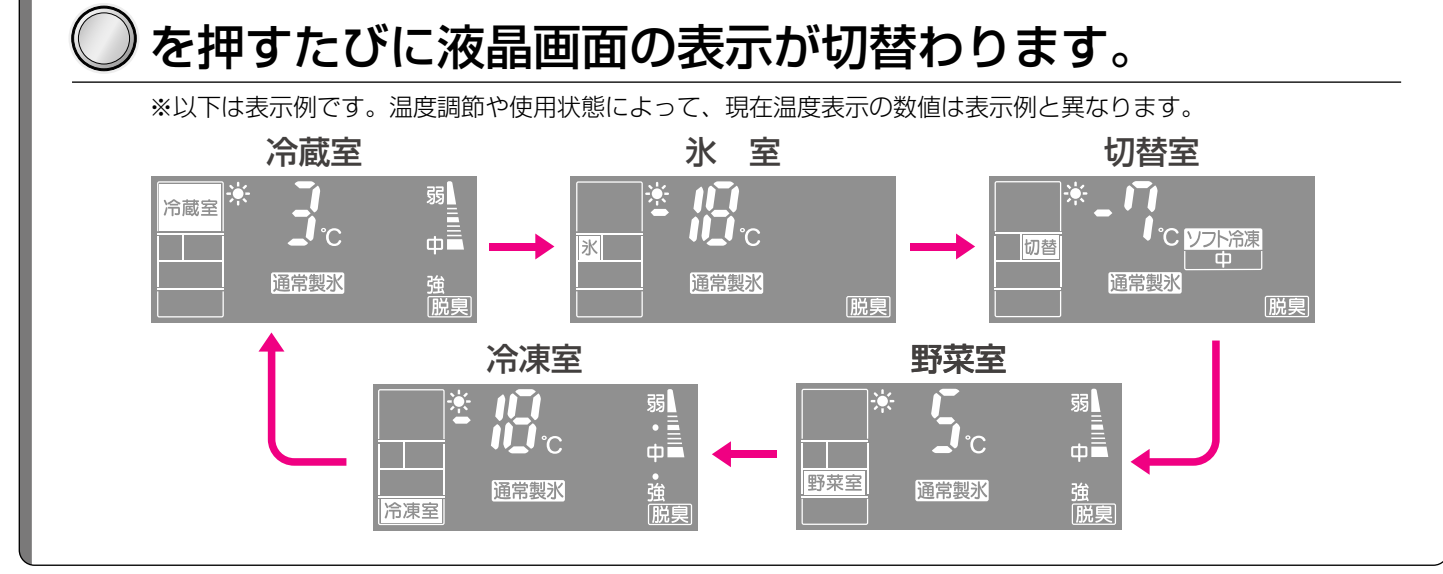 を押すたびに液晶画面の表示が切替わります。
※以下は表示例です。温度調節や使用状態によって、現在温度表示の数値は表示例と異なります。
冷蔵室
冷蔵室
3℃
弱
中
強
通常製氷
脱臭
氷 室
氷
-18℃
通常製氷
脱臭
切替室
切替
-7℃
ソフト冷凍
中
通常製氷
脱臭
野菜室
野菜室
5℃
弱
中
強
通常製氷
脱臭
冷凍室
冷凍室
-18℃
弱
・
中
・
強
通常製氷
脱臭